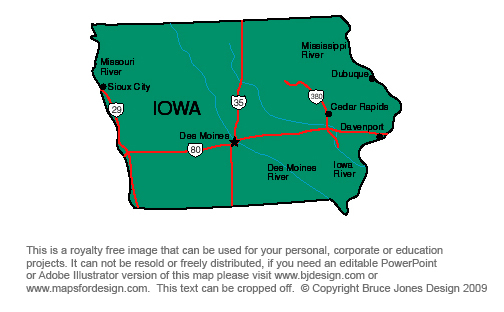 Missouri
River
Mississippi
River
Dubuque
Sioux City
29
IOWA
35
380
Cedar Rapids
Davenport
Des Moines
80
Des Moines
River
Iowa
River
This is a royalty free image that can be used for your personal, corporate or education
projects. It can not be resold or freely distributed, if you need an editable PowerPoint
or Adobe Illustrator version of this map please visit www.bjdesign.com or
www.mapsfordesign.com. This text can be cropped off. © Copyright Bruce Jones Design 2009